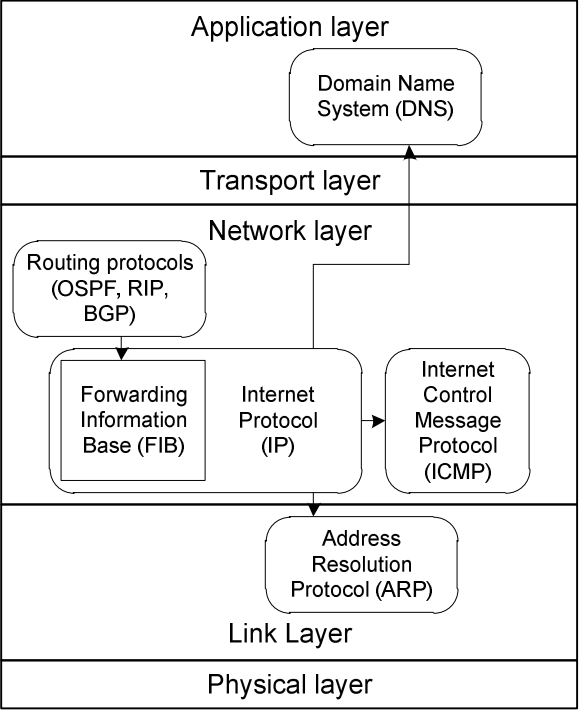 Application layer
Domain Name
System (DNS)
Transport layer
Network layer
Routing protocols
(OSPF, RIP,
BGP)
Forwarding
Information
Base (FIB)
Internet
Protocol
(IP)
Internet
Control
Message
Protocol
(ICMP)
Address
Resolution
Protocol (ARP)
Link Layer
Physical layer